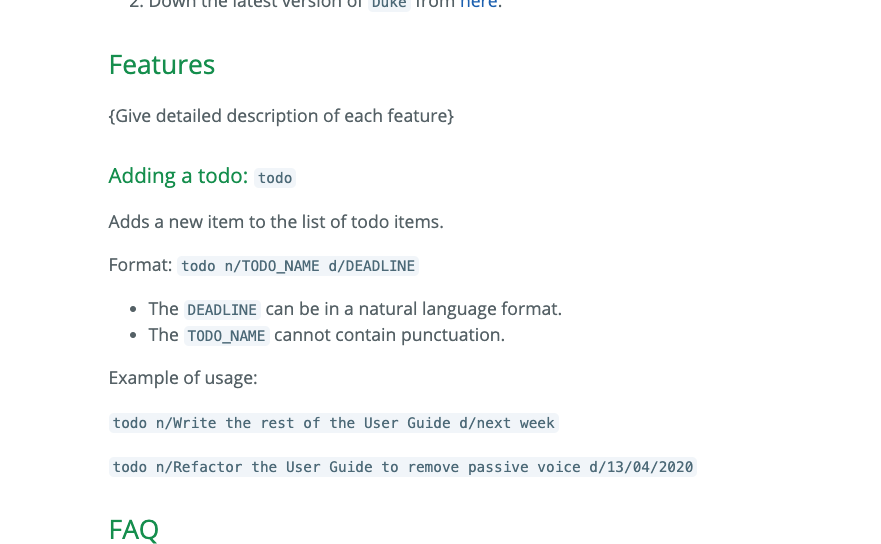 2. Down the latest version of Duke from here.
Features
{Give detailed description of each feature}
Adding a todo: todo
Adds a new item to the list of todo items.
Format: todo n/TODO_NAME d/DEADLINE
• The DEADLINE can be in a natural language format.
• The TODO_NAME cannot contain punctuation.
Example of usage:
todo n/Write the rest of the User Guide d/next week
todo n/Refactor the User Guide to remove passive voice d/13/04/2020
FAQ